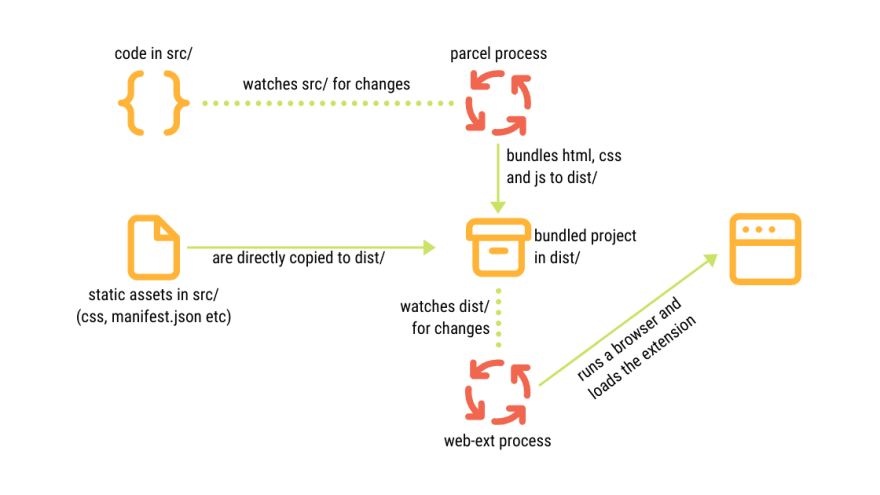 code in src/
parcel process
watches src/ for changes
bundles html, css
and js to dist/
bundled project
in dist/
are directly copied to dist/
static assets in src/
(css, manifest.json etc)
watches dist/
for changes
runs a browser and
loads the extension
web-ext process